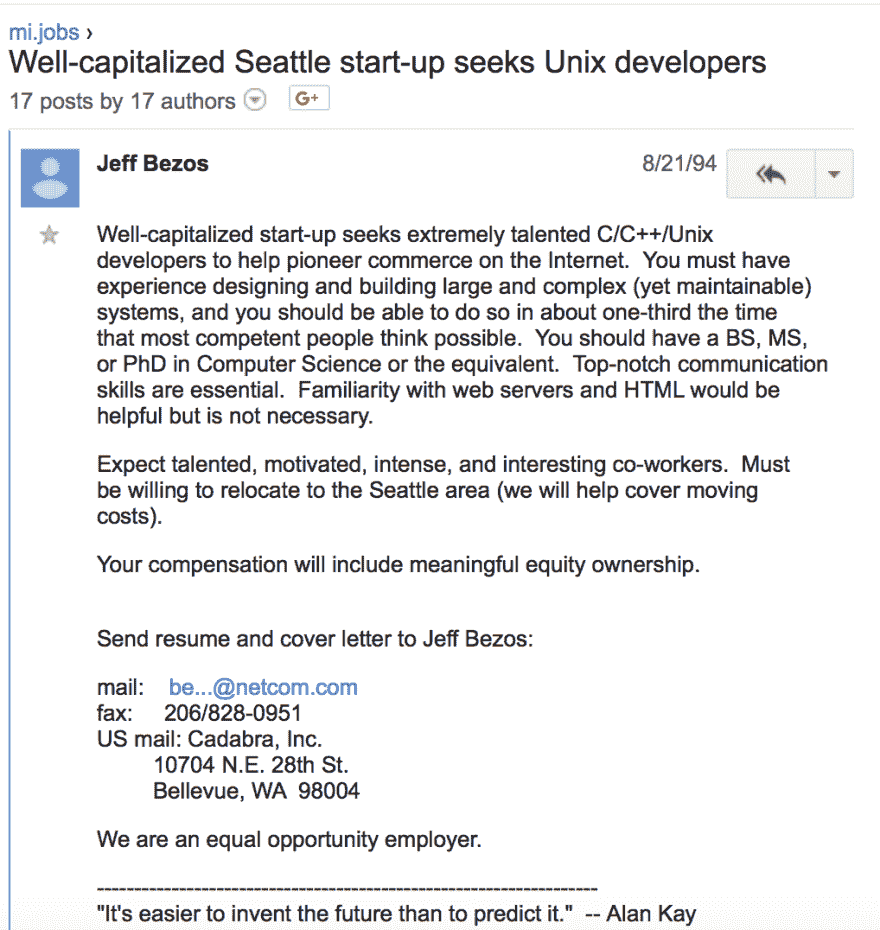 mi.jobs ›
Well-capitalized Seattle start-up seeks Unix developers
17 posts by 17 authors
G+
Jeff Bezos 8/21/94
Well-capitalized start-up seeks extremely talented C/C++/Unix
developers to help pioneer commerce on the Internet.  You must have
experience designing and building large and complex (yet maintainable)
systems, and you should be able to do so in about one-third the time
that most competent people think possible.  You should have a BS, MS,
or PhD in Computer Science or the equivalent.  Top-notch communication
skills are essential.  Familiarity with web servers and HTML would be
helpful but is not necessary.
Expect talented, motivated, intense, and interesting co-workers.  Must
be willing to relocate to the Seattle area (we will help cover moving
costs).
Your compensation will include meaningful equity ownership.
Send resume and cover letter to Jeff Bezos:
mail: be...@netcom.com
fax: 206/828-0951
US mail: Cadabra, Inc.
10704 N.E. 28th St.
Bellevue, WA  98004
We are an equal opportunity employer.
-------------------------------------------------------------------
"It's easier to invent the future than to predict it."  -- Alan Kay